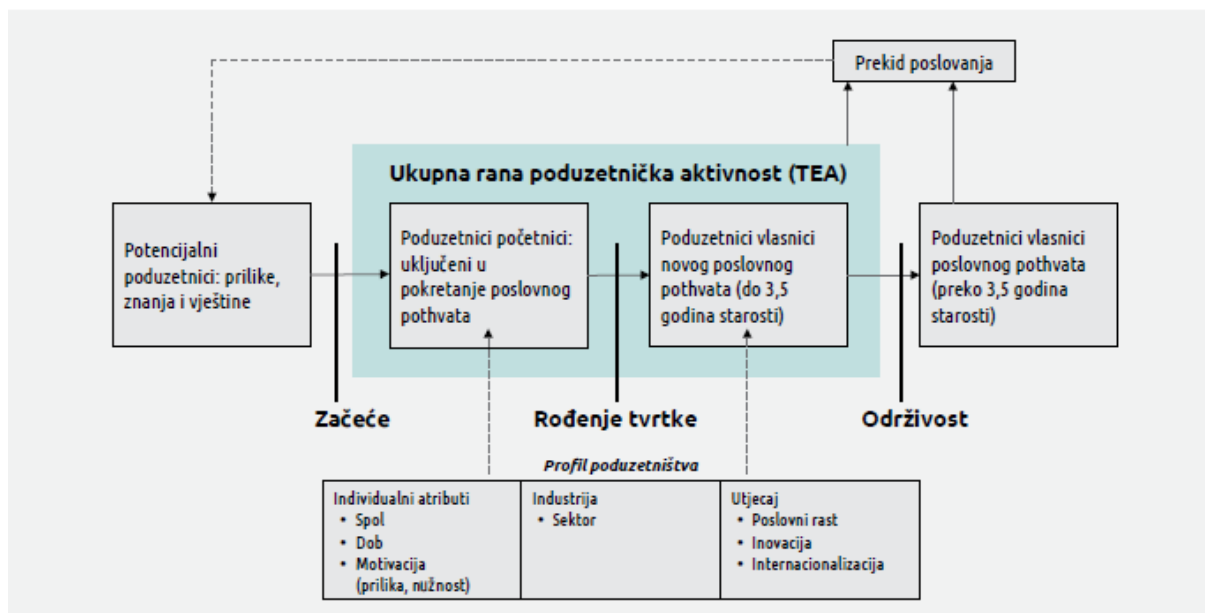 Prekid poslovanja
Ukupna rana poduzetnička aktivnost (TEA)
Potencijalni
poduzetnici: prilike,
znanja i vještine
Poduzetnici početnici:
uključeni u
pokretanje poslovnog
pothvata
Poduzetnici vlasnici
novog poslovnog
pothvata (do 3,5
godina starosti)
Poduzetnici vlasnici
poslovnog pothvata
(preko 3,5 godina
starosti)
Začeće
Rođenje tvrtke
Održivost
Profil poduzetništva
Individualni atributi
• Spol
• Dob
• Motivacija
(prilika, nužnost)
Industrija
• Sektor
Utjecaj
• Poslovni rast
• Inovacija
• Internacionalizacija